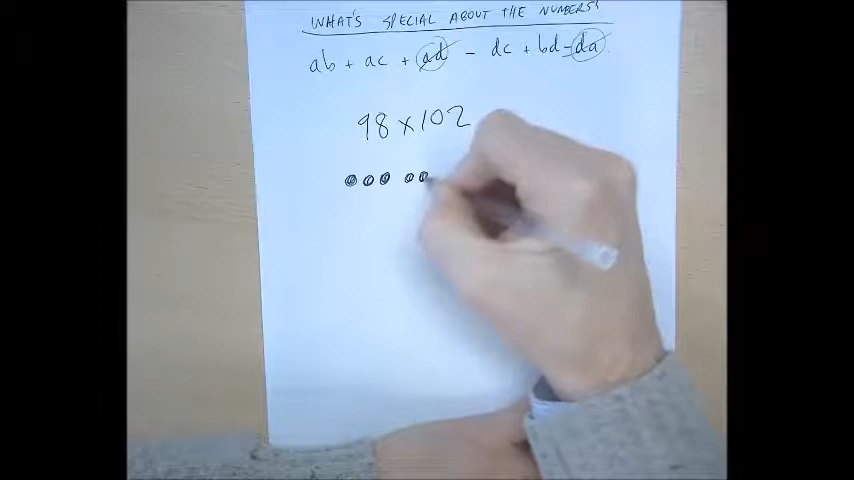 WHAT'S SPECIAL ABOUT THE NUMBERS?
ab + ac + ad - dc + bd - da.
98 x 102